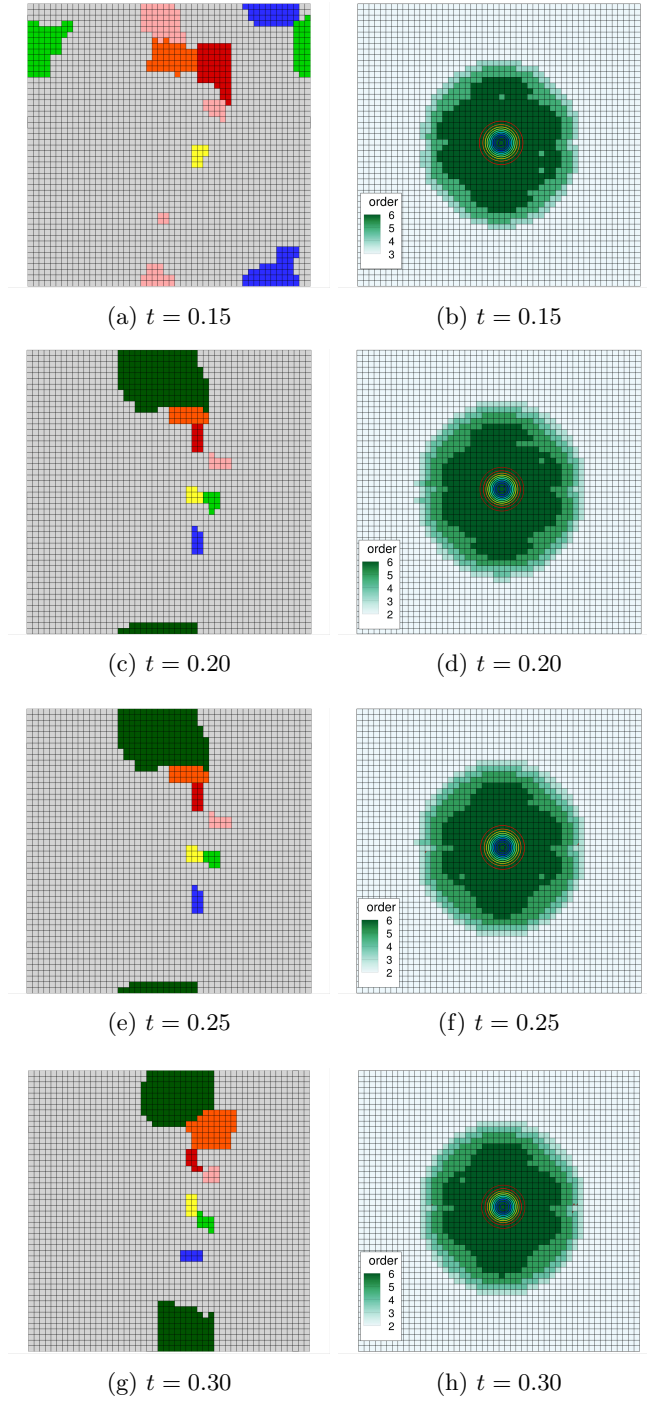 order
6
5
4
3
(a) t = 0.15
(b) t = 0.15
order
6
5
4
3
2
(c) t = 0.20
(d) t = 0.20
order
6
5
4
3
2
(e) t = 0.25
(f) t = 0.25
order
6
5
4
3
2
(g) t = 0.30
(h) t = 0.30